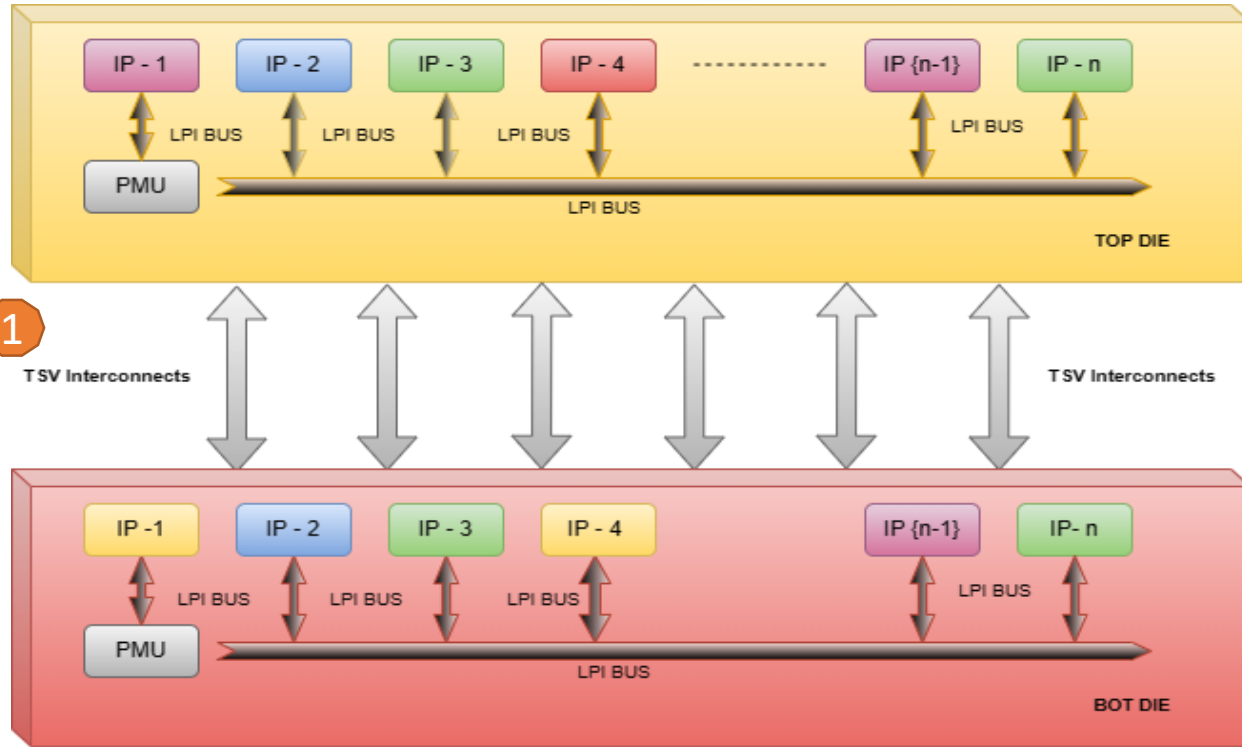 IP - 1 IP - 2 IP - 3 IP - 4 ------------ IP {n-1} IP - n
LPI BUS LPI BUS LPI BUS LPI BUS
PMU
LPI BUS
TOP DIE
1
TSV Interconnects TSV Interconnects
IP -1 IP - 2 IP - 3 IP - 4 IP {n-1} IP- n
LPI BUS LPI BUS LPI BUS LPI BUS
PMU
LPI BUS
BOT DIE